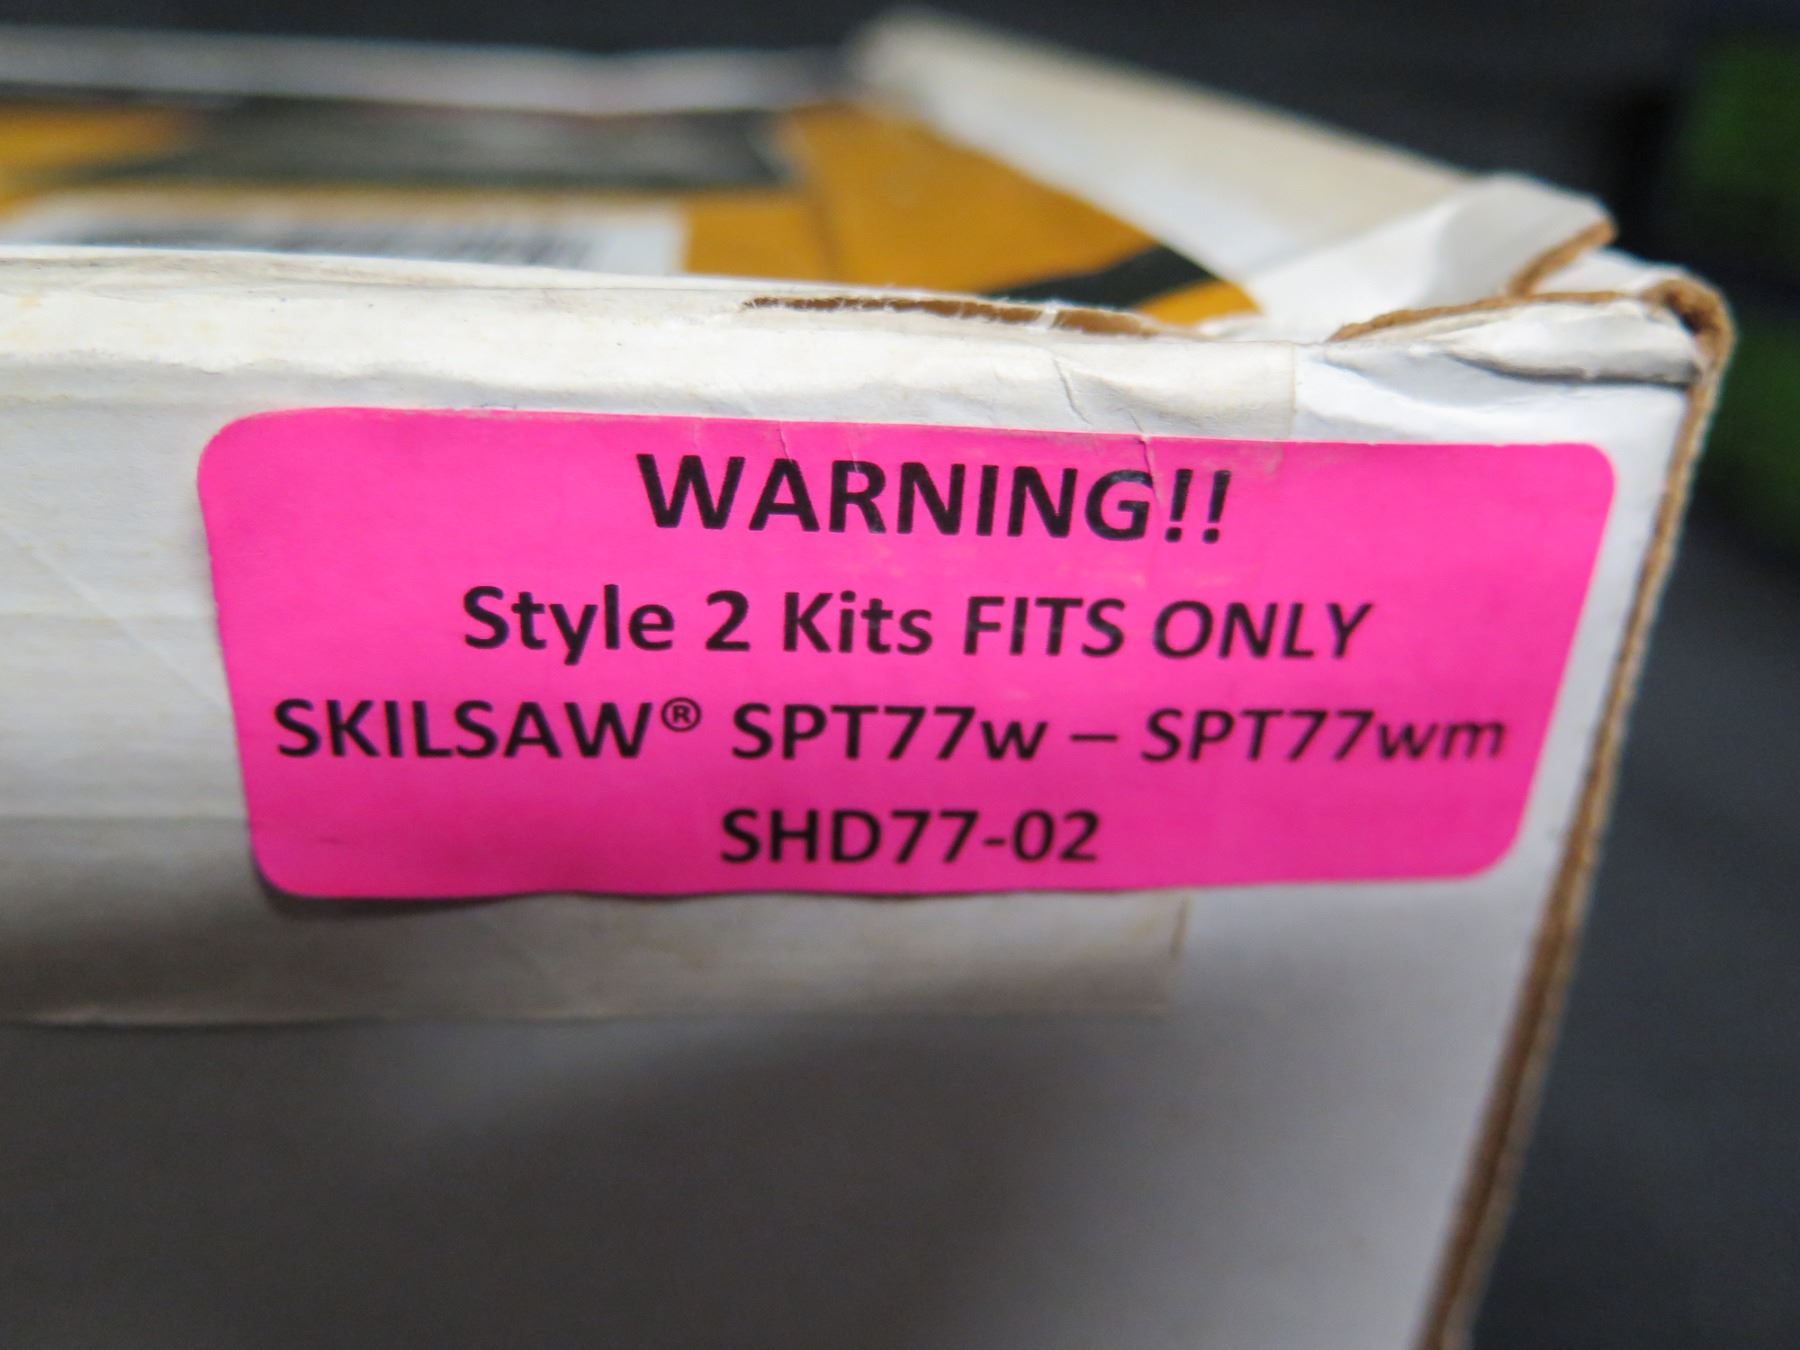 WARNING!!
Style 2 Kits FITS ONLY
SKILSAW® SPT77w – SPT77wm
SHD77-02